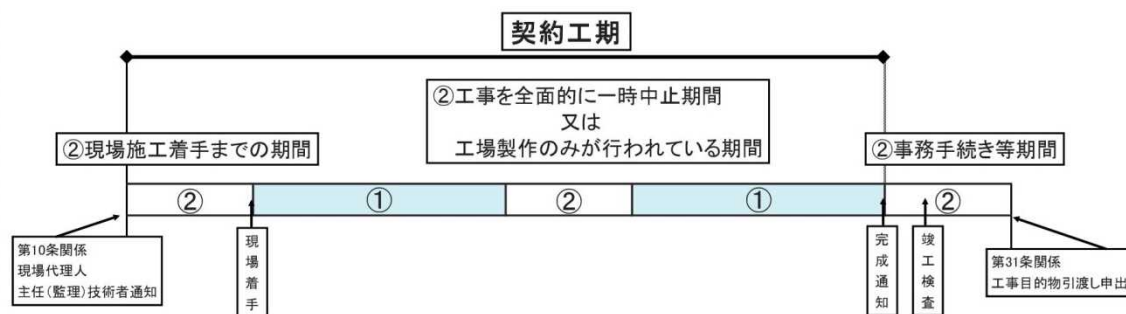 契約工期
②工事を全面的に一時中止期間
又は
工場製作のみが行われている期間
②現場施工着手までの期間
②事務手続き等期間
②
①
②
①
②
第10条関係
現場代理人
主任(監理)技術者通知
現場着手
完成通知
竣工検査
第31条関係
工事目的物引渡し申出